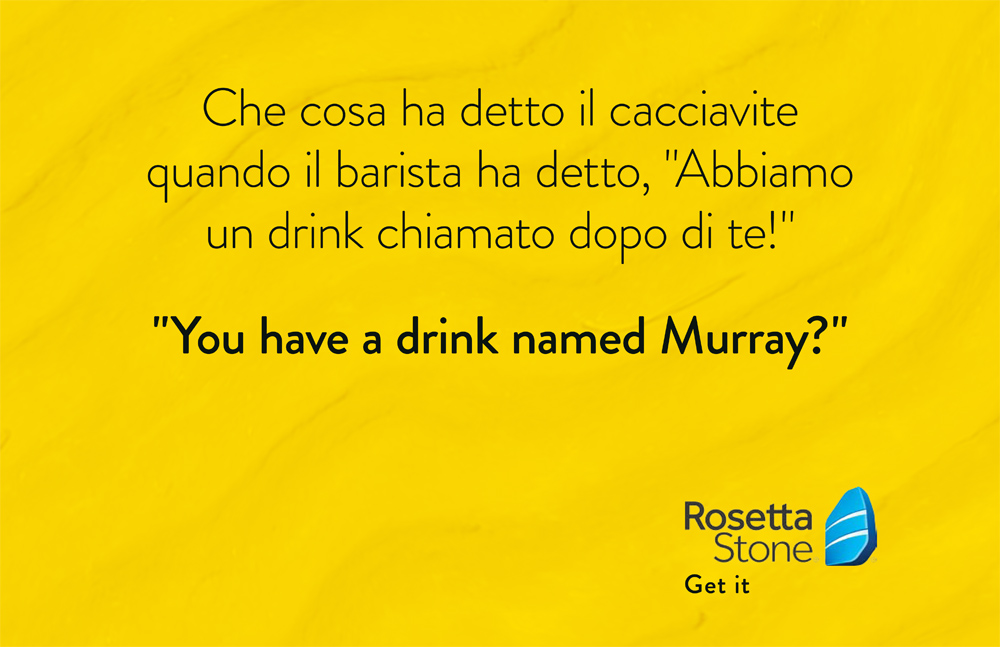 Che cosa ha detto il cacciavite
quando il barista ha detto, "Abbiamo
un drink chiamato dopo di te!"
"You have a drink named Murray?"
Rosetta
Stone
Get it